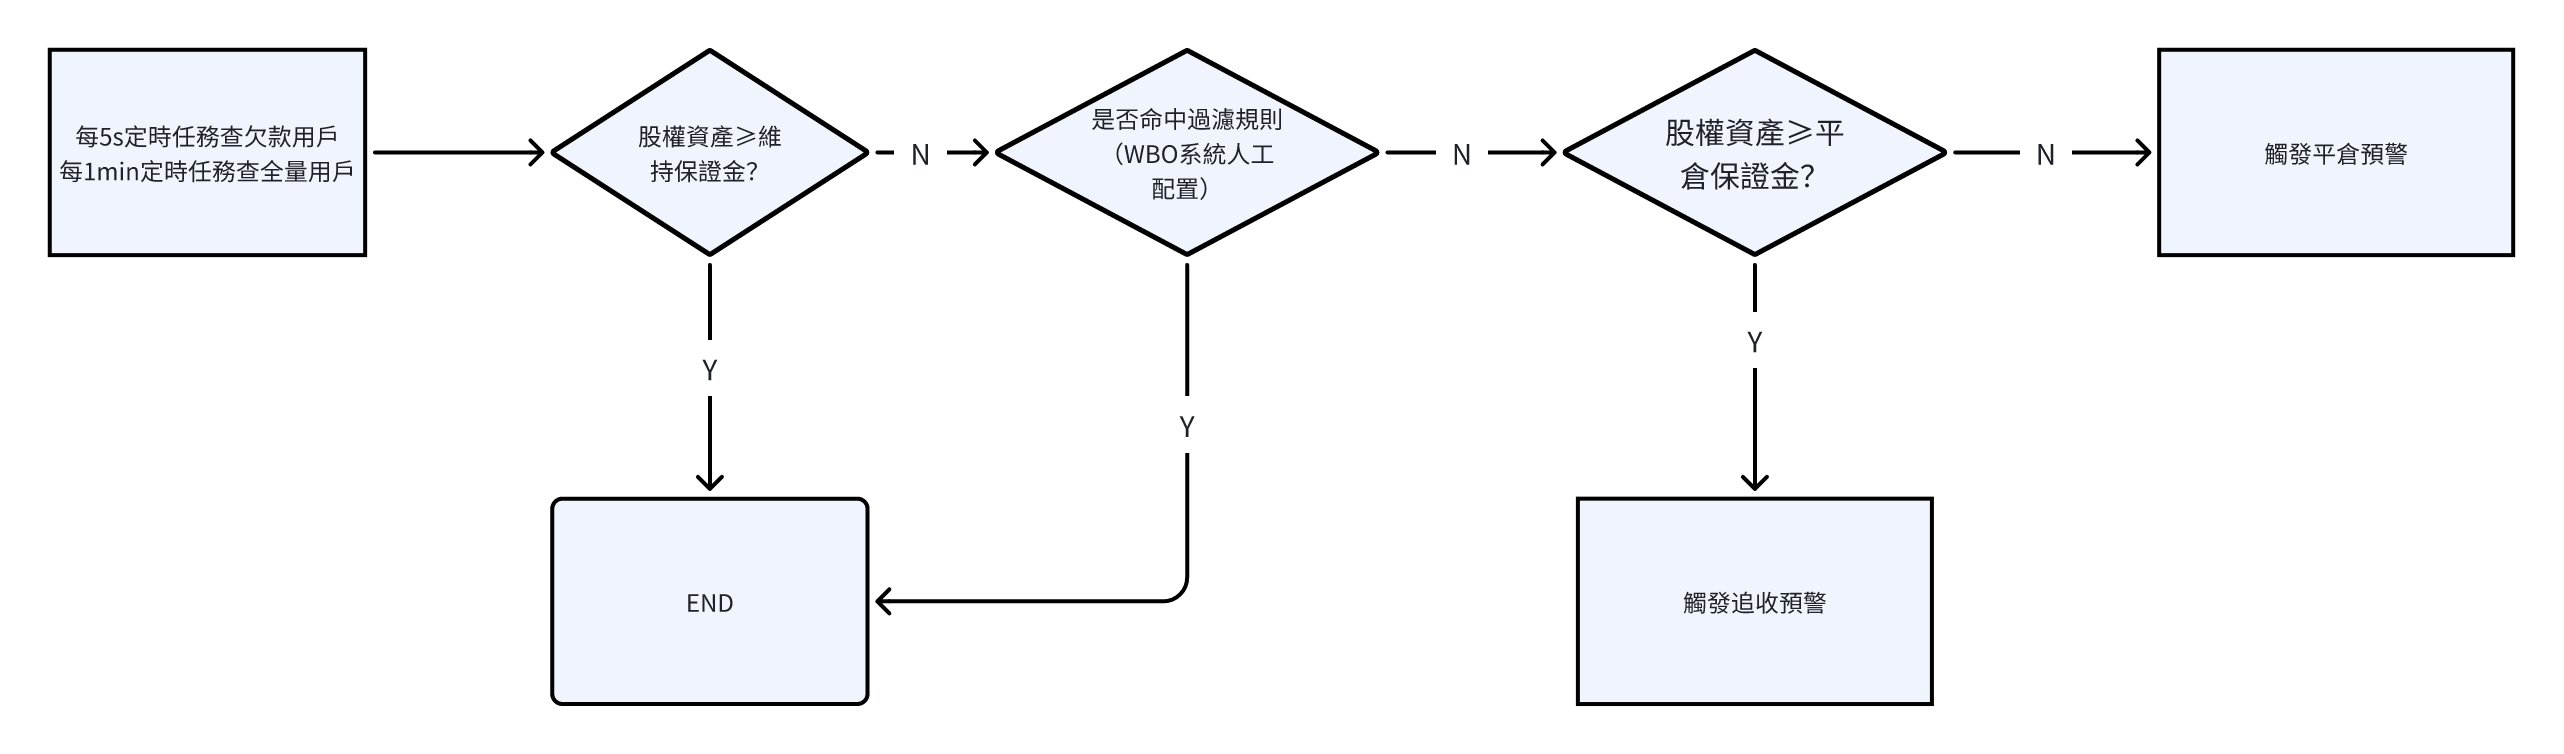 每5s定時任務查欠款用戶
每1min定時任務查全量用戶
股權資產≥維
持保證金？
N
是否命中過濾規則
（WBO系統人工
配置）
N
股權資產≥平
倉保證金？
N
觸發平倉預警
Y
Y
Y
END
觸發追收預警